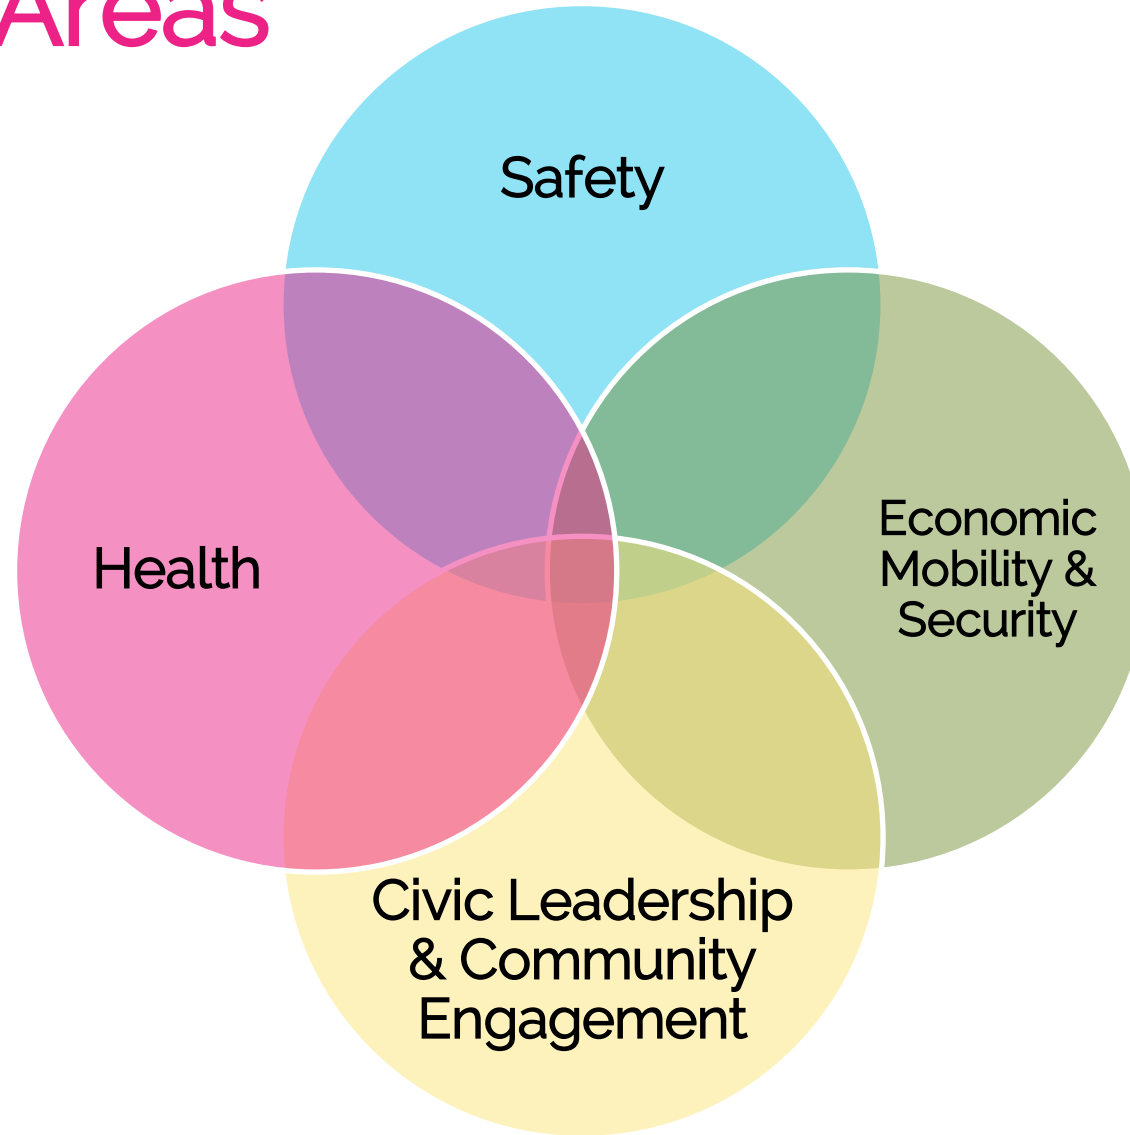 Areas
Safety
Health
Economic
Mobility &
Security
Civic Leadership
& Community
Engagement